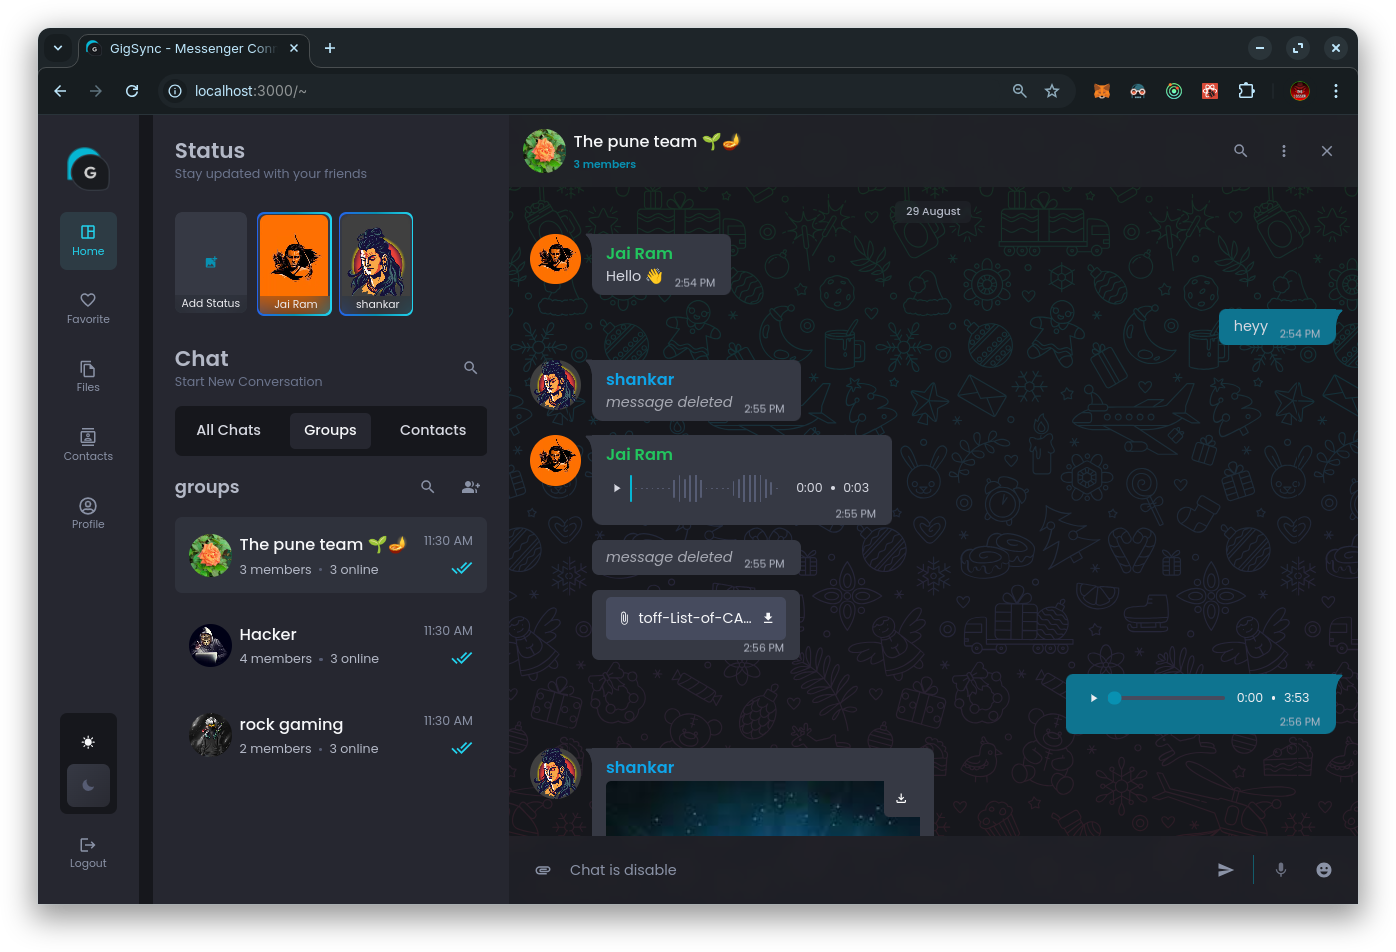 GigSync - Messenger Con
localhost:3000/~
G
Home
Favorite
Files
Contacts
Profile
Logout
Status
Stay updated with your friends
Add Status
Jai Ram
shankar
Chat
Start New Conversation
All Chats
Groups
Contacts
groups
The pune team 🌱🪔
11:30 AM
3 members • 3 online
Hacker
11:30 AM
4 members • 3 online
rock gaming
11:30 AM
2 members • 3 online
The pune team 🌱🪔
3 members
29 August
Jai Ram
Hello 👋
2:54 PM
heyy
2:54 PM
shankar
message deleted
2:55 PM
Jai Ram
0:00 • 0:03
2:55 PM
message deleted
2:55 PM
toff-List-of-CA...
2:56 PM
0:00 • 3:53
2:56 PM
shankar
Chat is disable